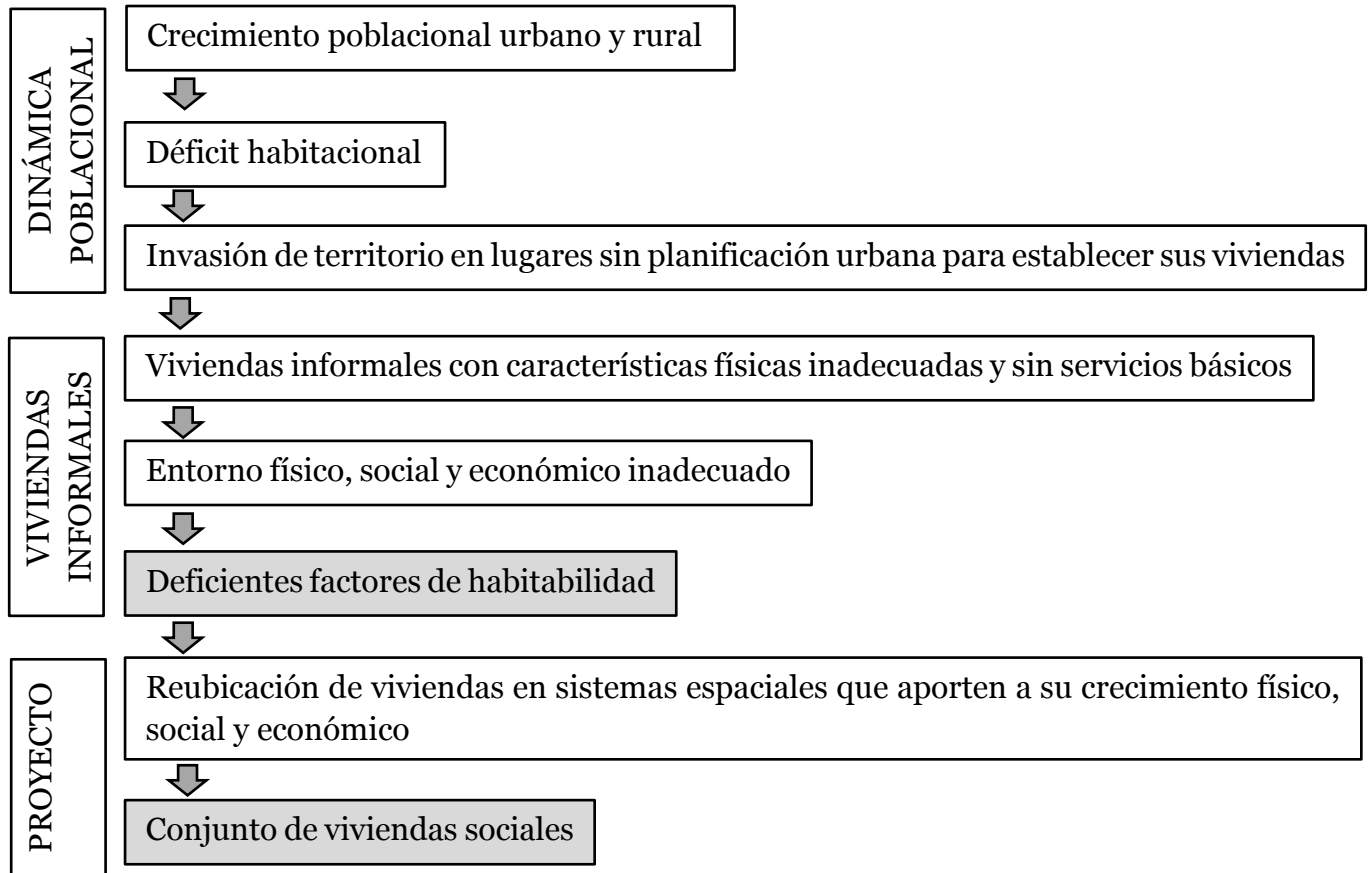 DINÁMICA
POBLACIONAL
Crecimiento poblacional urbano y rural
Déficit habitacional
Invasión de territorio en lugares sin planificación urbana para establecer sus viviendas
VIVIENDAS
INFORMALES
Viviendas informales con características físicas inadecuadas y sin servicios básicos
Entorno físico, social y económico inadecuado
Deficientes factores de habitabilidad
PROYECTO
Reubicación de viviendas en sistemas espaciales que aporten a su crecimiento físico,
social y económico
Conjunto de viviendas sociales